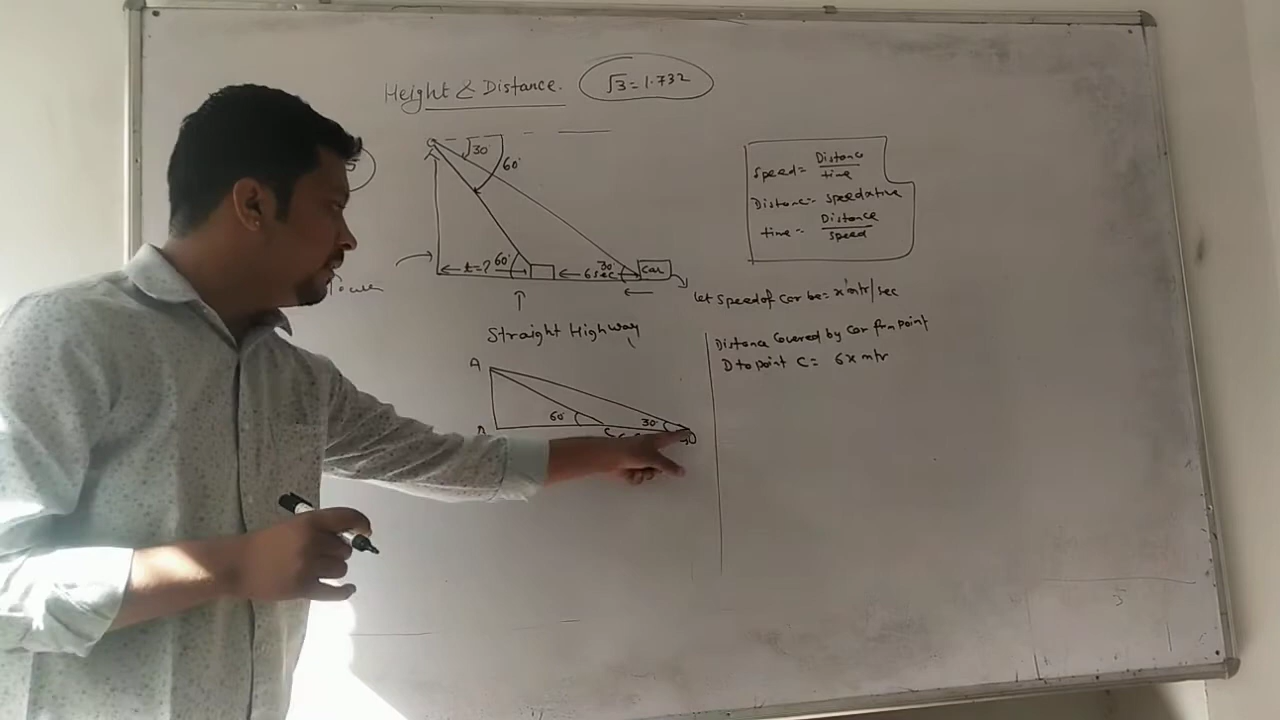 Height & Distance.
√3=1.732
30°
60°
60°
t=?
30°
6 sec
Car
Straight Highway
Speed= Distance/time
Distance= speed×time
time= Distance/speed
let speed of car be= x mtr/sec
Distance Covered by car from point
D to point C= 6x mtr
A
60°
30°
C
D